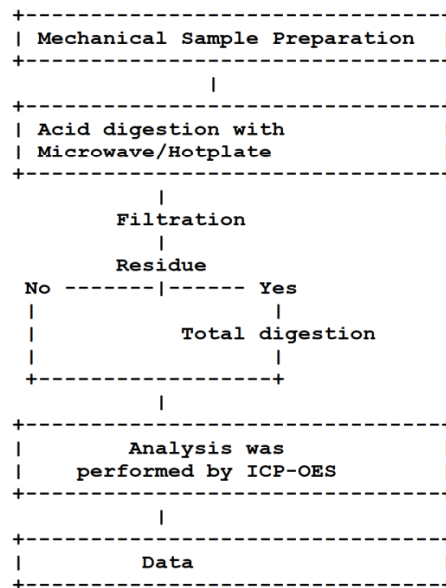 Mechanical Sample Preparation
Acid digestion with
Microwave/Hotplate
Filtration
Residue
No Yes
Total digestion
Analysis was
performed by ICP-OES
Data